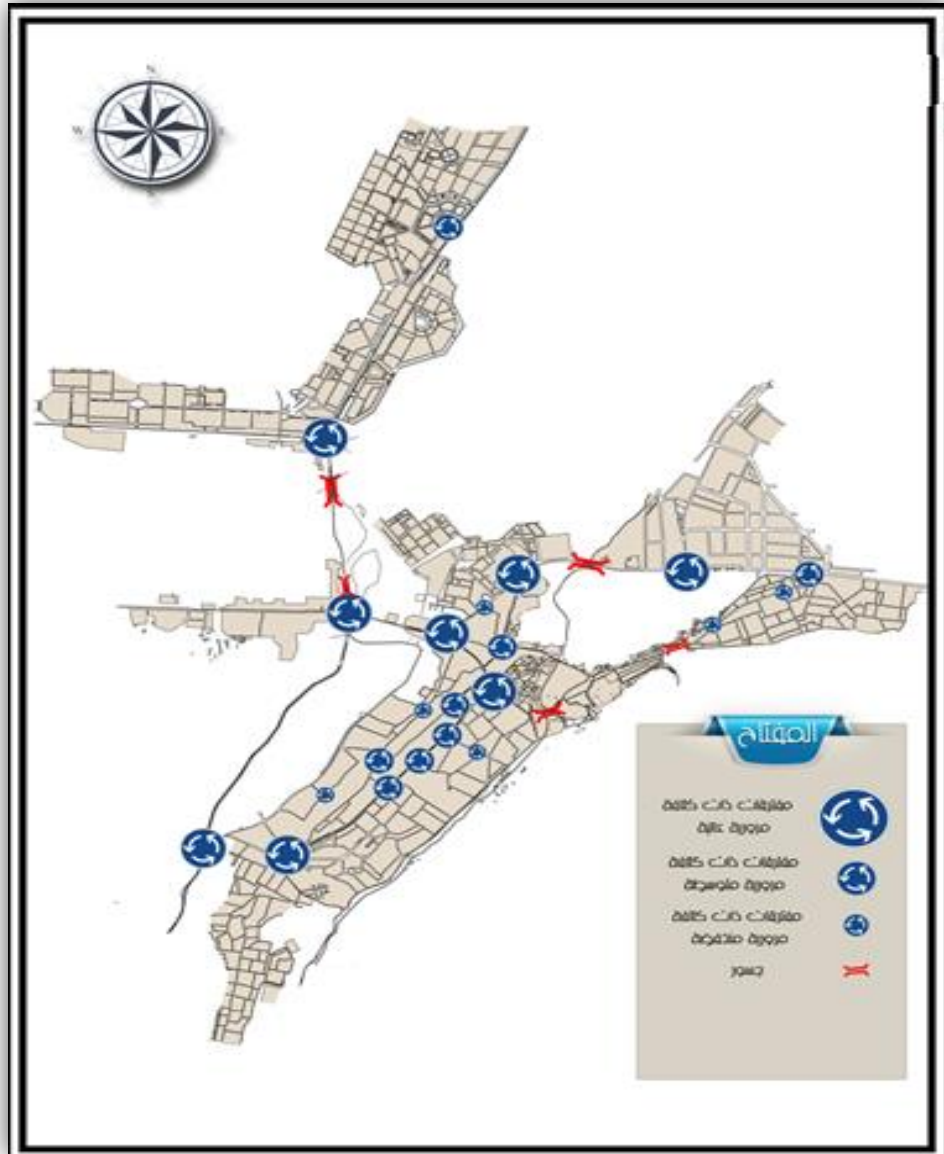 N
W
المفتاح
مفترقات ذات كثافة
مرورية عالية
مفترقات ذات كثافة
مرورية متوسطة
مفترقات ذات كثافة
مرورية منخفضة
جسور